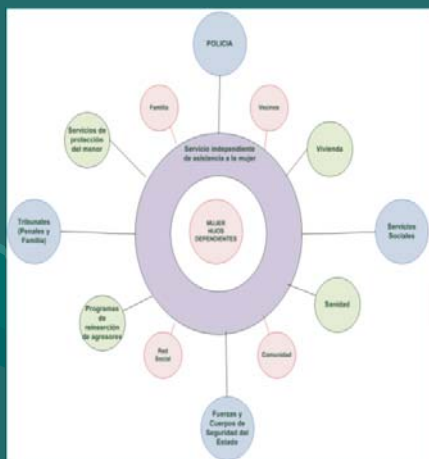 POLICIA
Familia
Vecinos
Servicios de
protección
del menor
Servicio independiente
de asistencia a la mujer
Vivienda
Tribunales
(Penales y
Familia)
MUJER
HIJOS
DEPENDIENTES
Servicios
Sociales
Programas
de
reinserción
de agresores
Sanidad
Red
Social
Comunidad
Fuerzas y
Cuerpos de
Seguridad del
Estado